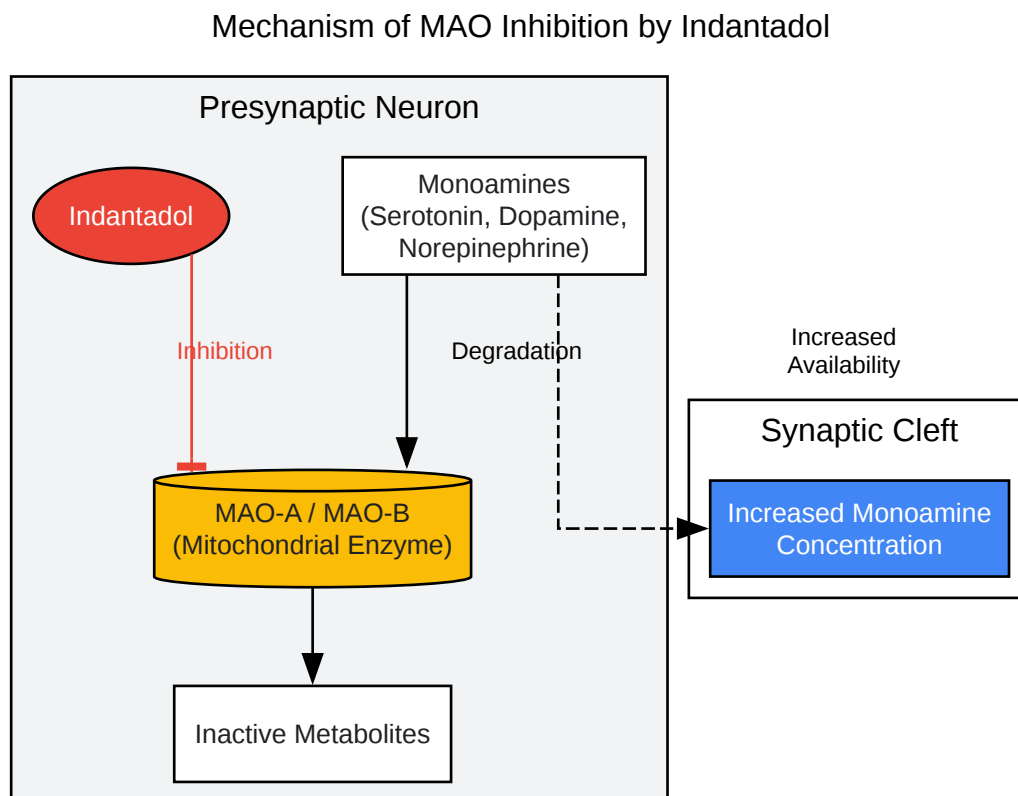 Mechanism of MAO Inhibition by Indantadol
Presynaptic Neuron
Indantadol
Monoamines
(Serotonin, Dopamine,
Norepinephrine)
Inhibition
Degradation
Increased
Availability
Synaptic Cleft
MAO-A / MAO-B
(Mitochondrial Enzyme)
Increased Monoamine
Concentration
Inactive Metabolites